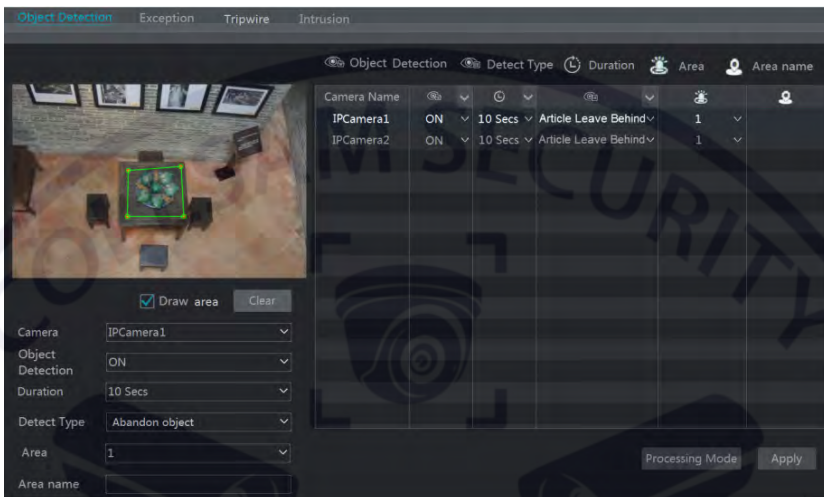 Object Detection Exception Tripwire Intrusion
Object Detection Detect Type Duration Area Area name
Camera Name
IPCamera1 ON 10 Secs Article Leave Behind 1
IPCamera2 ON 10 Secs Article Leave Behind 1
Draw area Clear
Camera IPCamera1
Object Detection ON
Duration 10 Secs
Detect Type Abandon object
Area 1
Area name
Processing Mode Apply